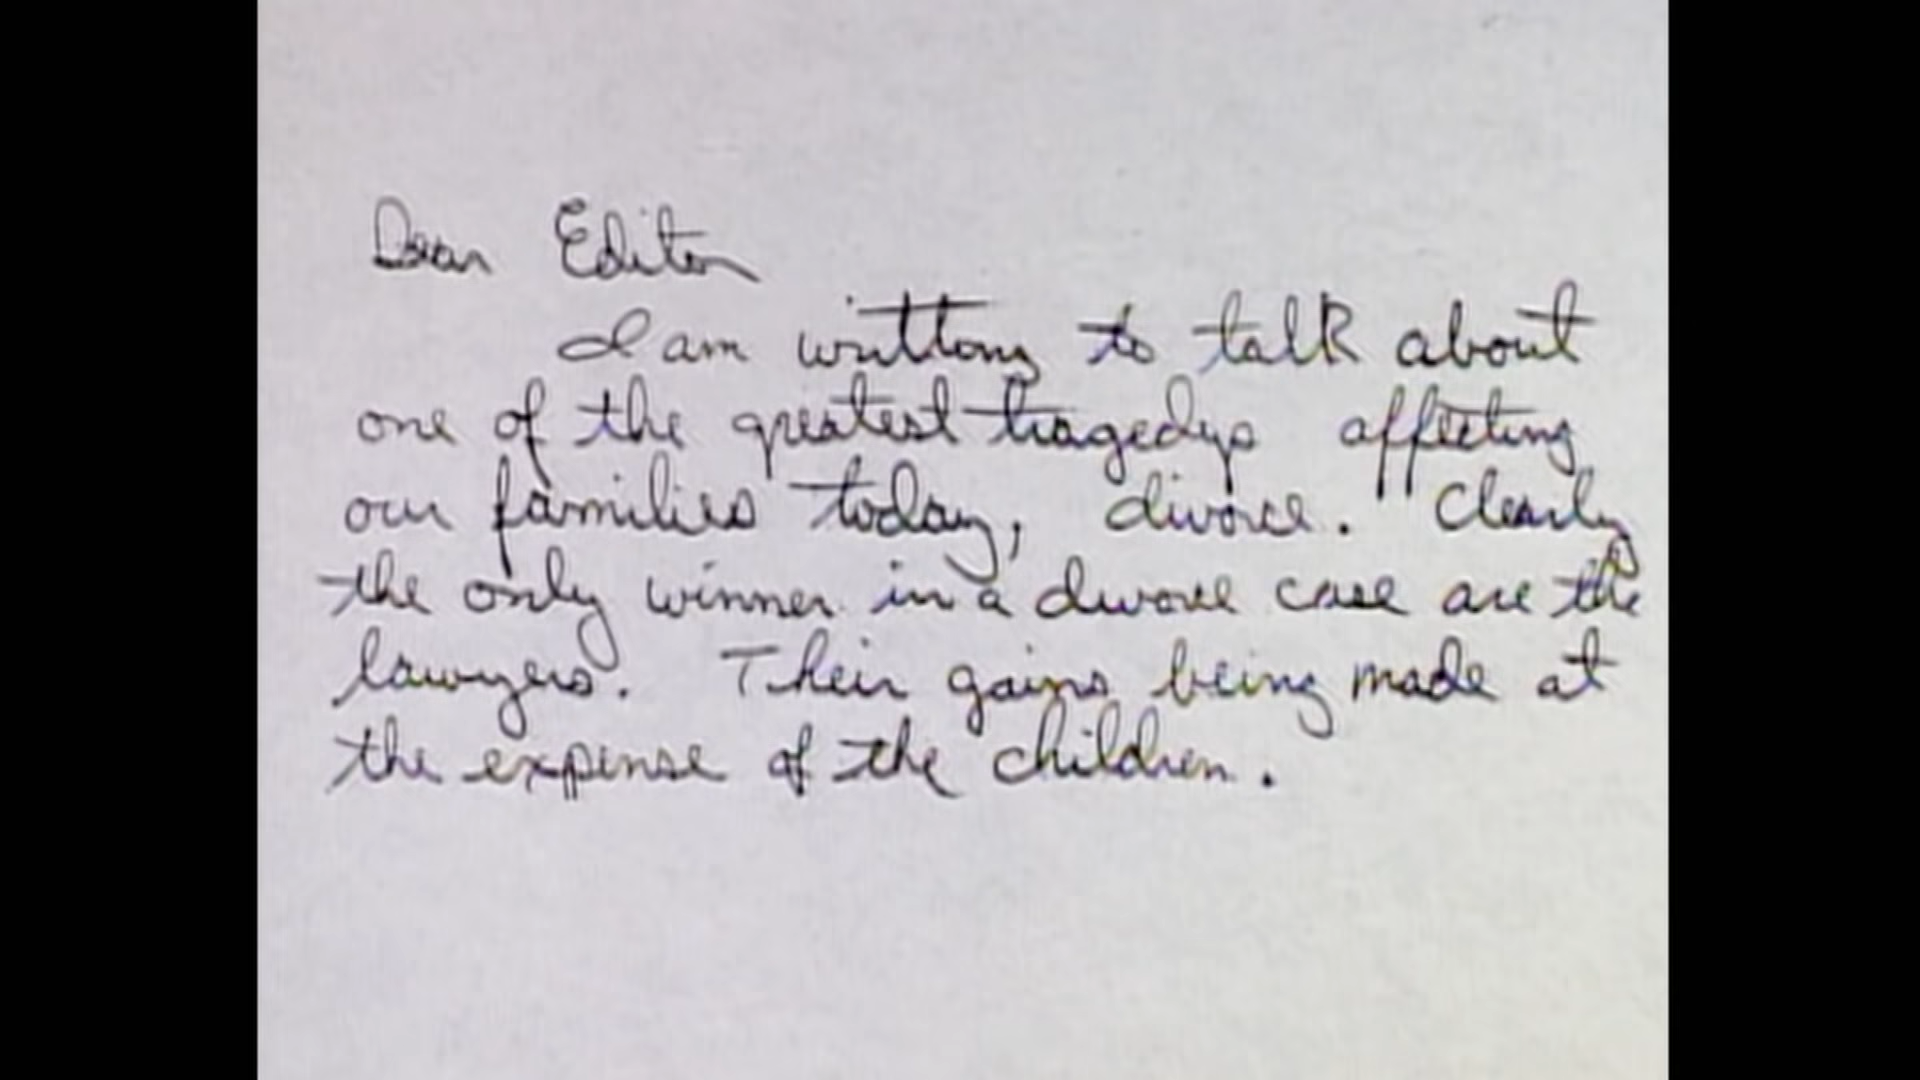 Dear Editor
I am writtong to talk about
one of the greatest tragedys affecting
our families today, divorce. Clearly
the only winner in a divorce case are the
lawyers. Their gains being made at
the expense of the children.